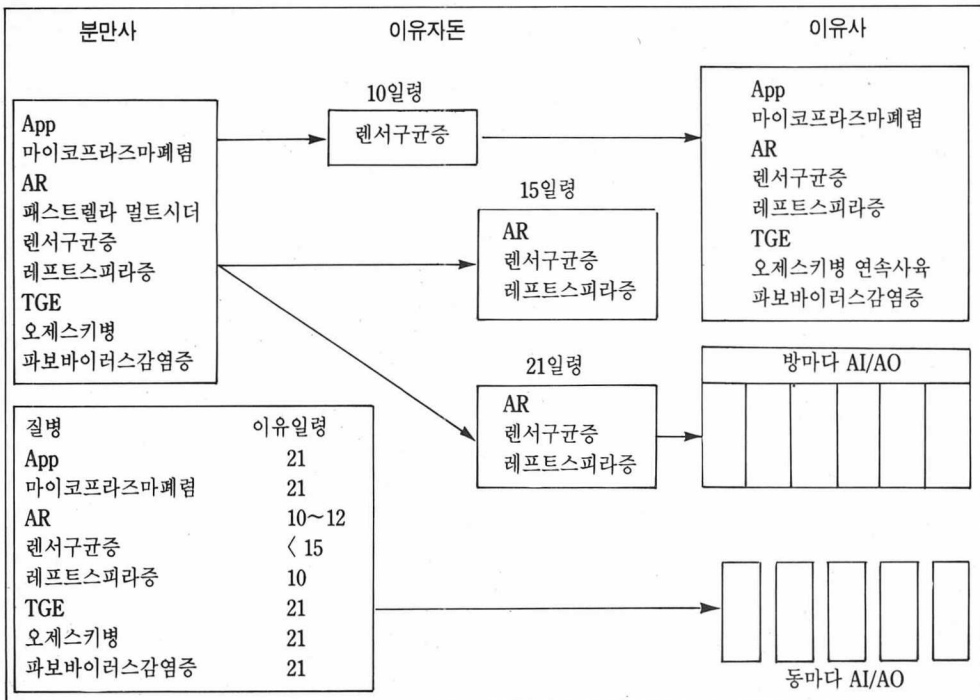 분만사
이유자돈
이유사
App
마이코프라즈마폐렴
AR
패스트렐라 멀트시더
렌서구균증
레프트스피라증
TGE
오제스키병
파보바이러스감염증
10일령
렌서구균증
15일령
AR
렌서구균증
레프트스피라증
21일령
AR
렌서구균증
레프트스피라증
App
마이코프라즈마폐렴
AR
렌서구균증
레프트스피라증
TGE
오제스키병 연속사육
파보바이러스감염증
방마다 AI/AO
질병 이유일령
App 21
마이코프라즈마폐렴 21
AR 10~12
렌서구균증 < 15
레프트스피라증 10
TGE 21
오제스키병 21
파보바이러스감염증 21
동마다 AI/AO